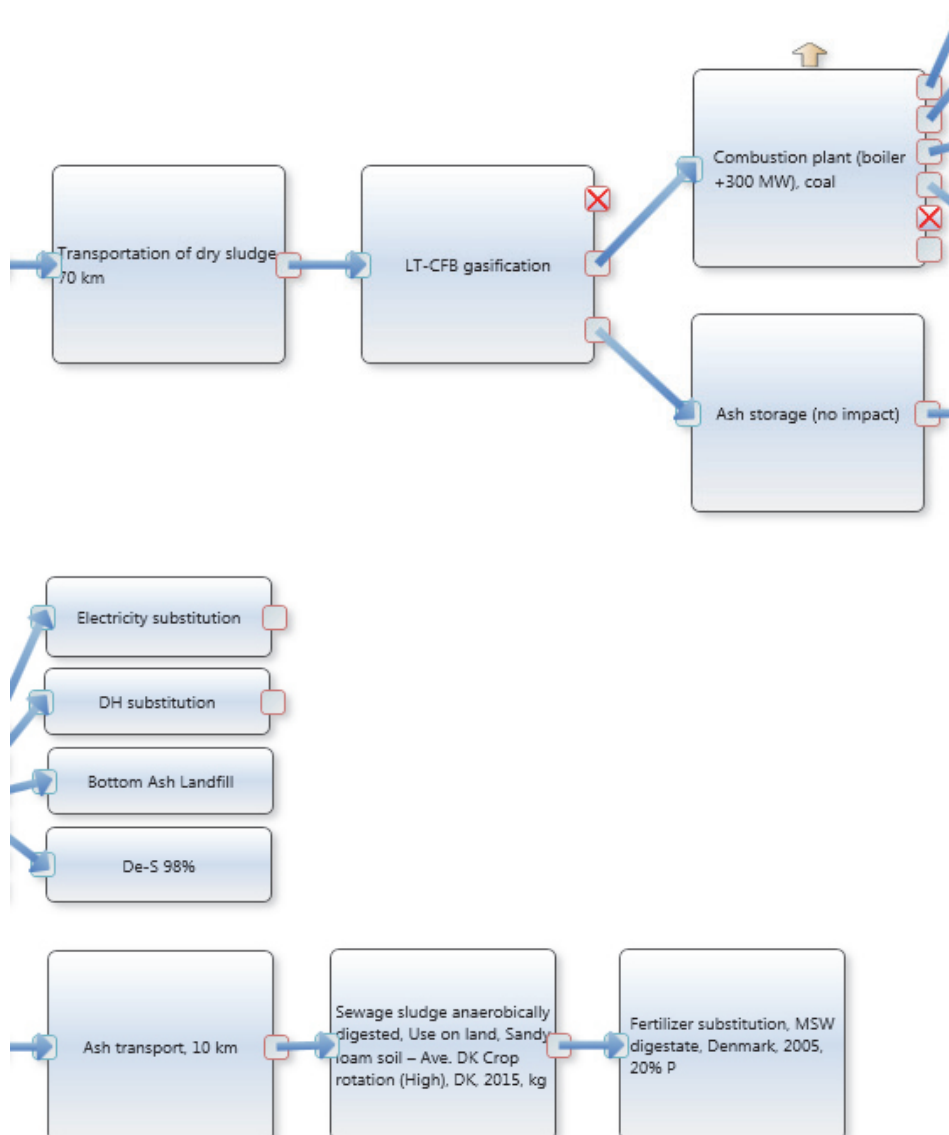 Combustion plant (boiler
+300 MW), coal
Transportation of dry sludge
70 km
LT-CFB gasification
Ash storage (no impact)
Electricity substitution
DH substitution
Bottom Ash Landfill
De-S 98%
Ash transport, 10 km
Sewage sludge anaerobically
digested, Use on land, Sandy
loam soil – Ave. DK Crop
rotation (High), DK, 2015, kg
Fertilizer substitution, MSW
digestate, Denmark, 2005,
20% P